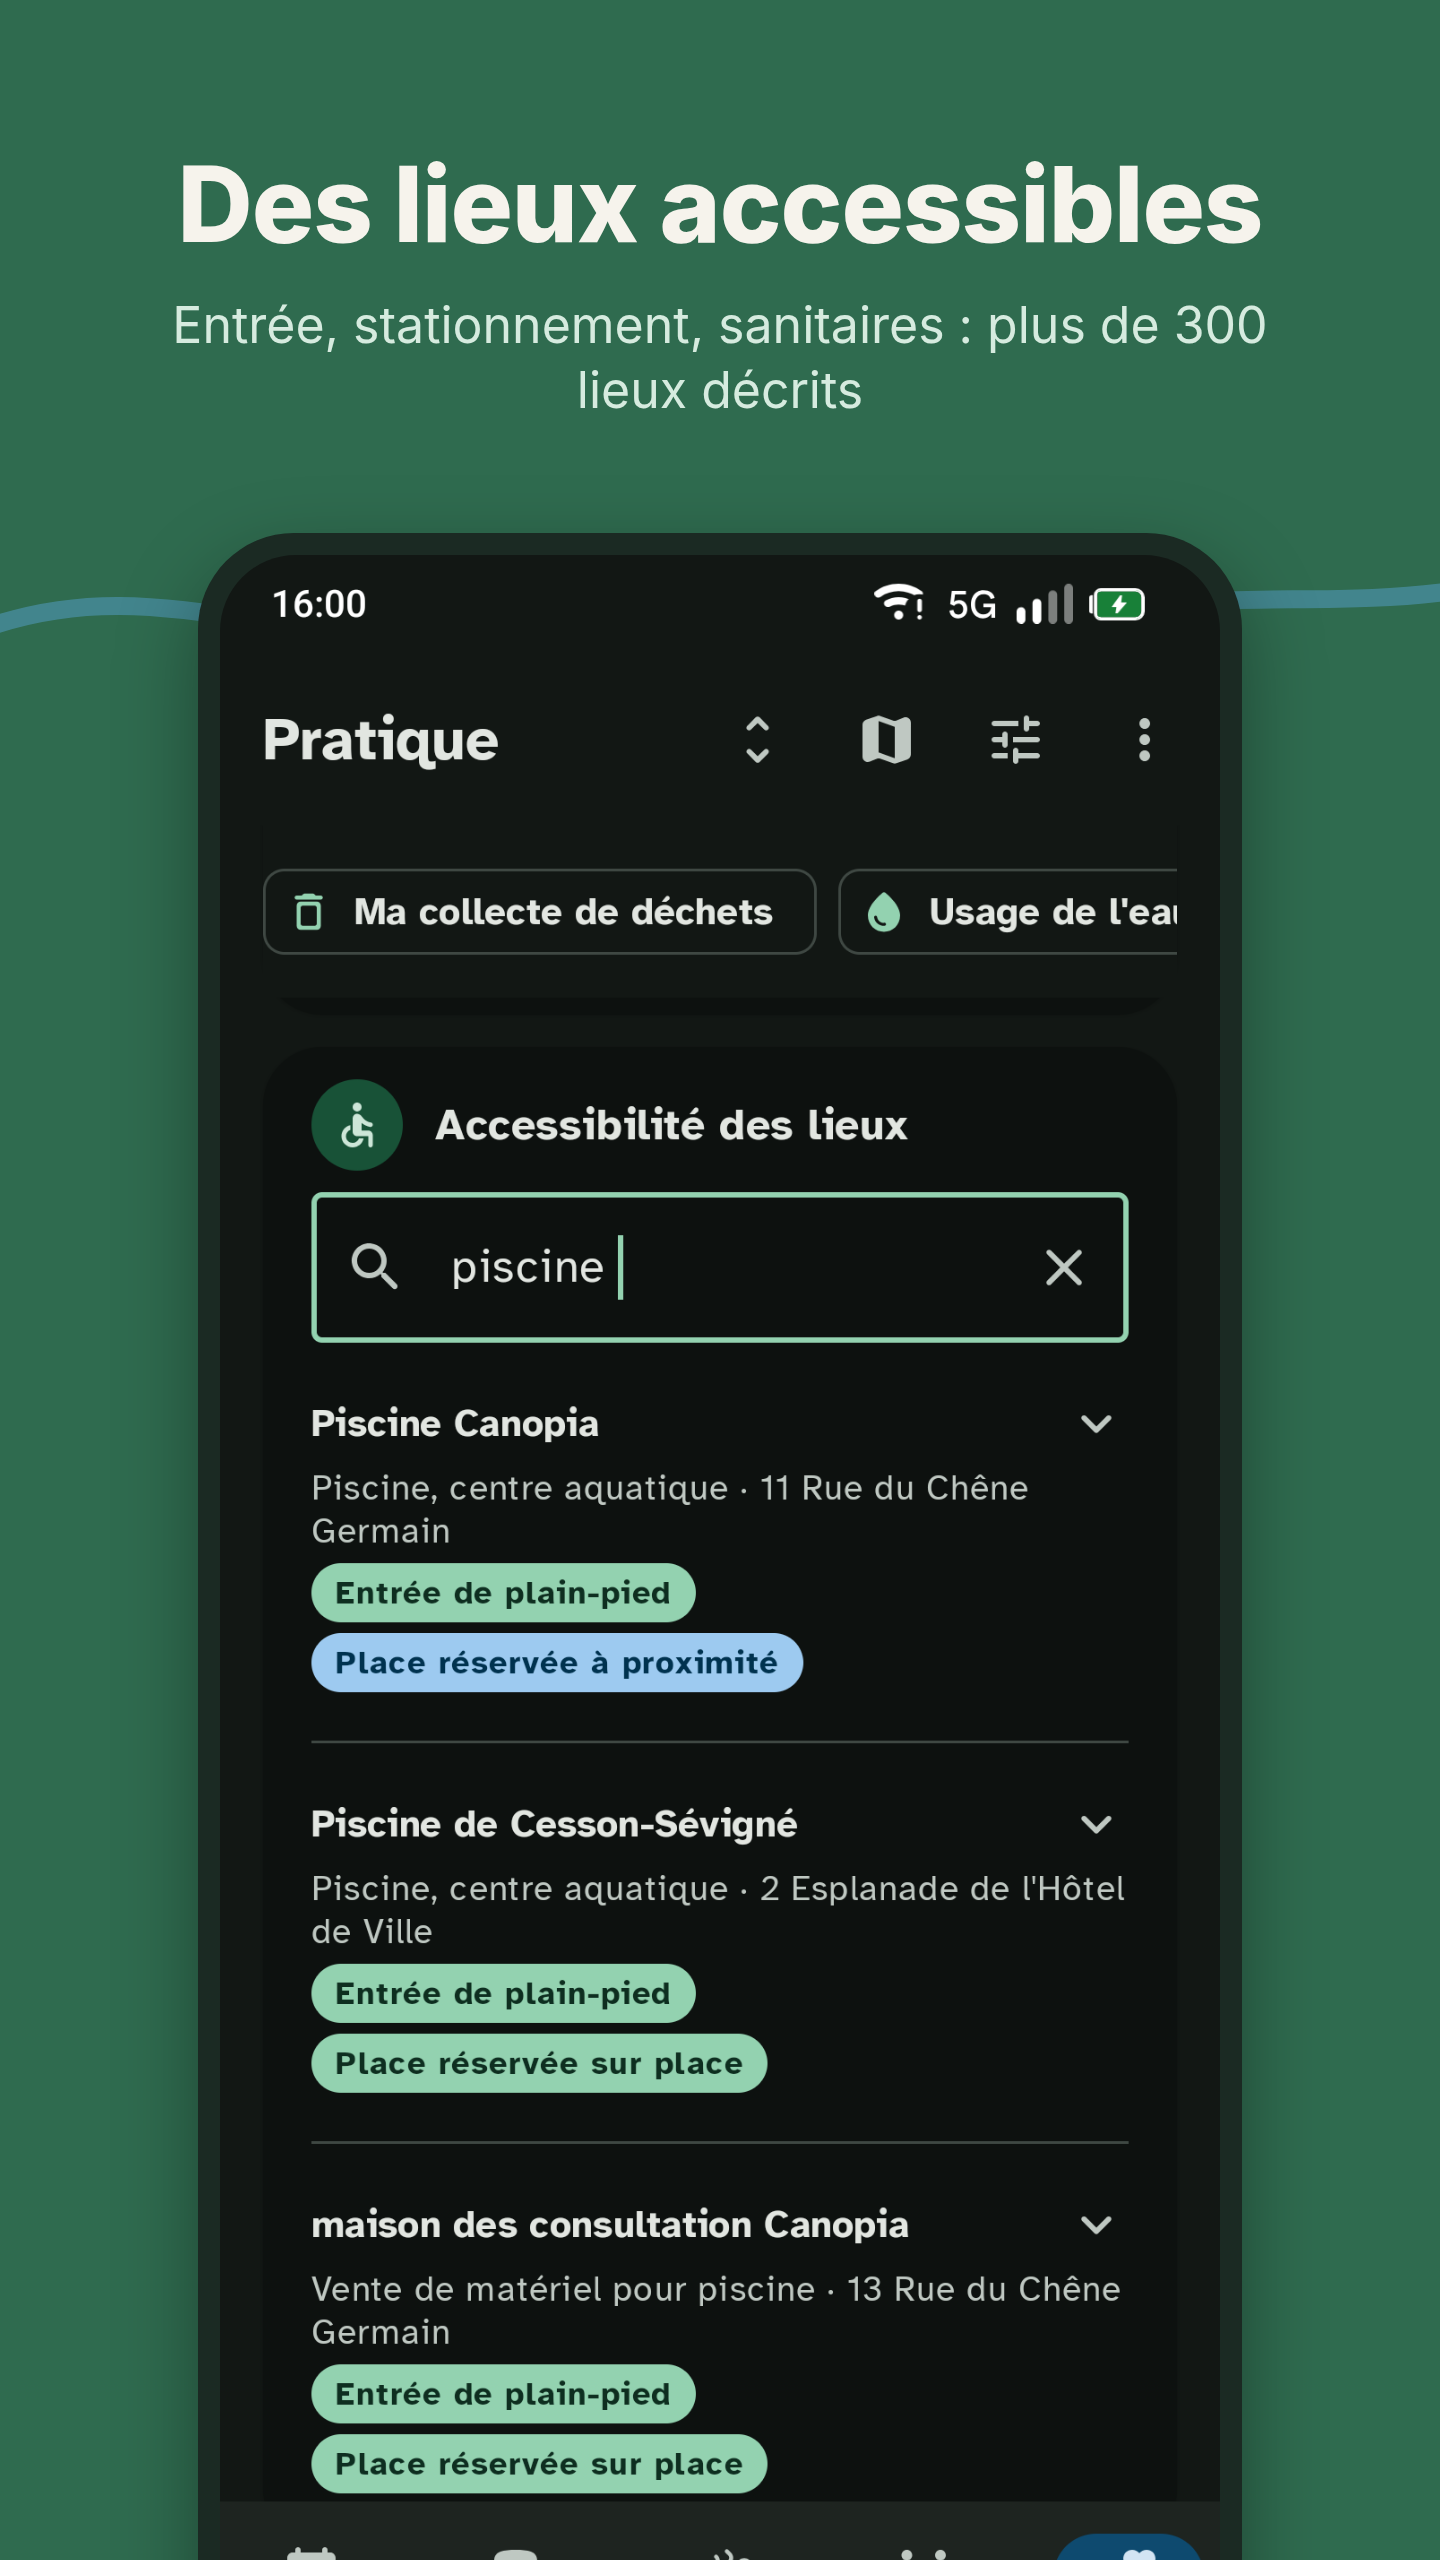 Des lieux accessibles
Entrée, stationnement, sanitaires : plus de 300
lieux décrits
16:00
5G
Pratique
Ma collecte de déchets
Usage de l'eau
Accessibilité des lieux
piscine
Piscine Canopia
Piscine, centre aquatique · 11 Rue du Chêne
Germain
Entrée de plain-pied
Place réservée à proximité
Piscine de Cesson-Sévigné
Piscine, centre aquatique · 2 Esplanade de l'Hôtel
de Ville
Entrée de plain-pied
Place réservée sur place
maison des consultation Canopia
Vente de matériel pour piscine · 13 Rue du Chêne
Germain
Entrée de plain-pied
Place réservée sur place